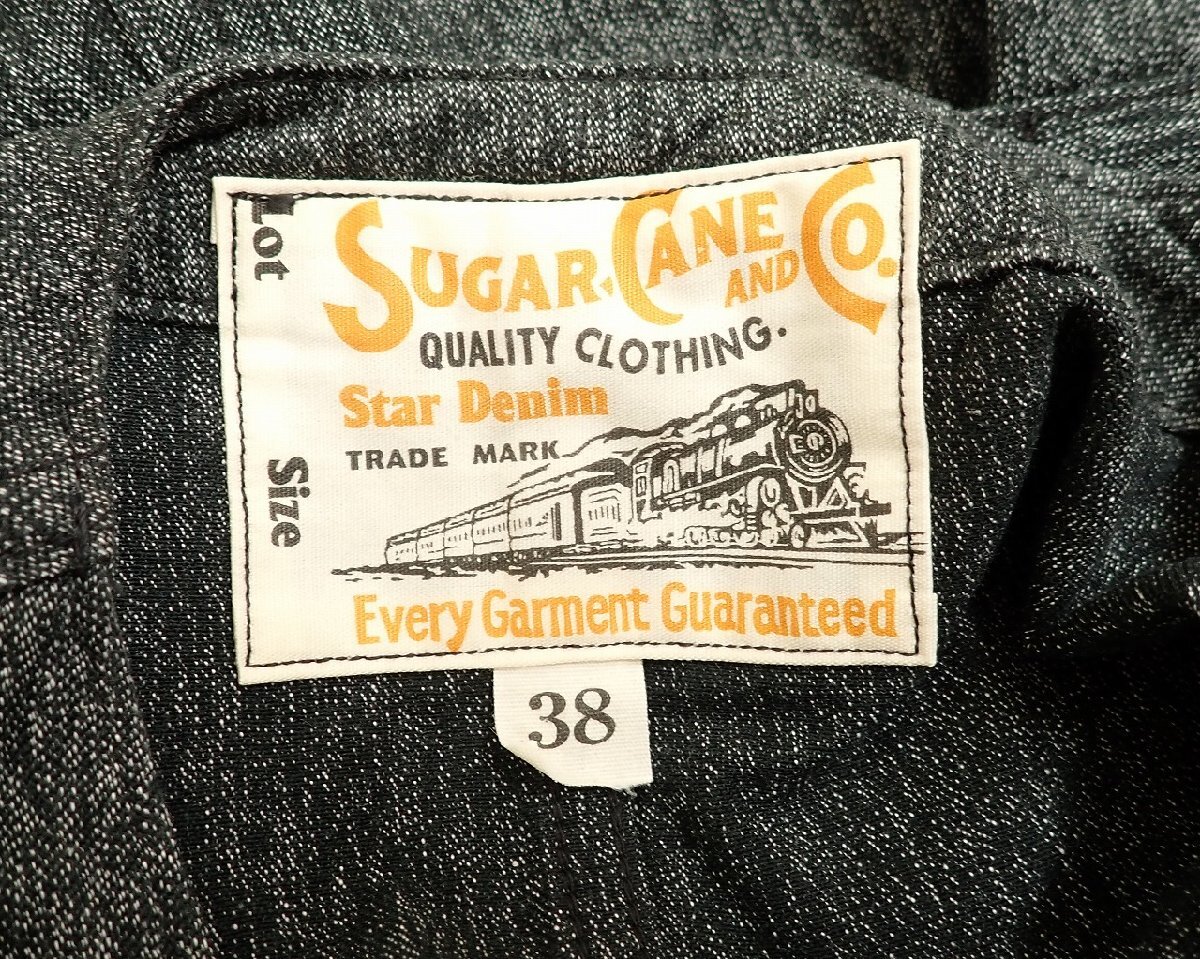 Lot
SUGAR CANE AND CO.
QUALITY CLOTHING.
Star Denim
TRADE MARK
Size
Every Garment Guaranteed
38